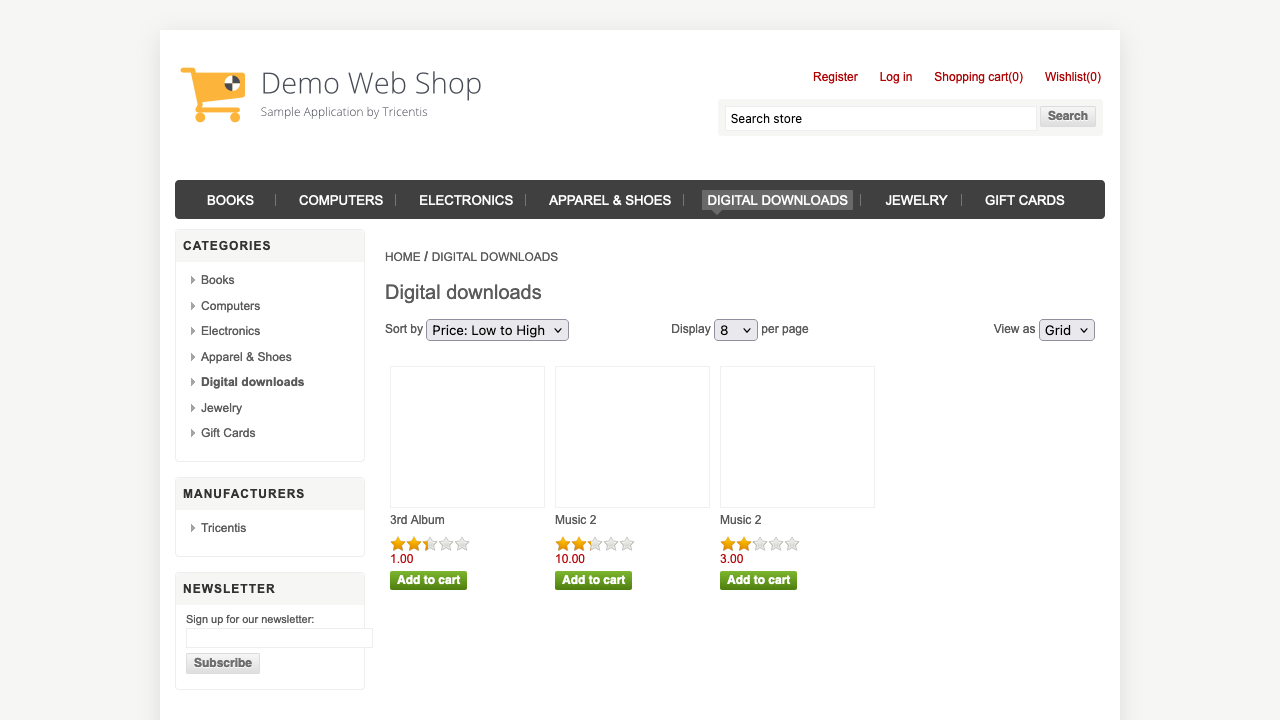 Demo Web Shop
Sample Application by Tricentis
Register Log in Shopping cart(0) Wishlist(0)
Search store Search
BOOKS COMPUTERS ELECTRONICS APPAREL & SHOES DIGITAL DOWNLOADS JEWELRY GIFT CARDS
CATEGORIES
Books
Computers
Electronics
Apparel & Shoes
Digital downloads
Jewelry
Gift Cards
MANUFACTURERS
Tricentis
NEWSLETTER
Sign up for our newsletter:
Subscribe
HOME / DIGITAL DOWNLOADS
Digital downloads
Sort by Price: Low to High Display 8 per page View as Grid
3rd Album Music 2 Music 2
1.00 10.00 3.00
Add to cart Add to cart Add to cart